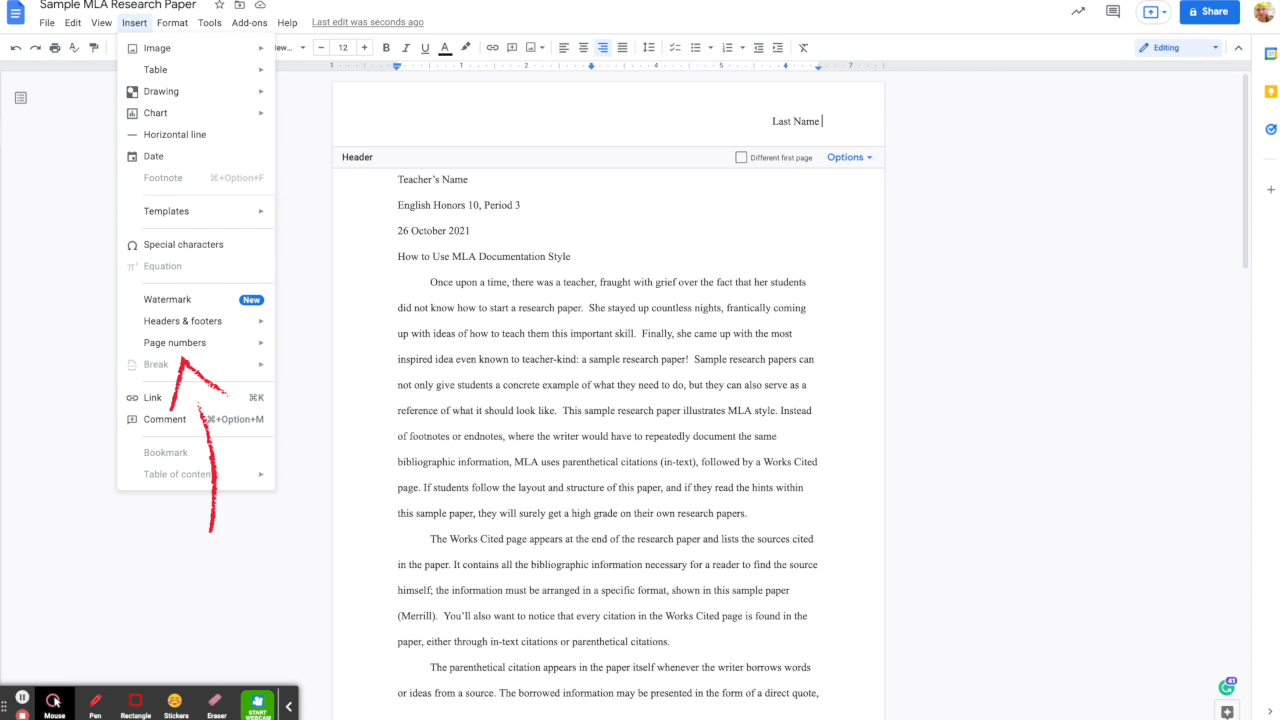 Sample MLA Research Paper
File Edit View Insert Format Tools Add-ons Help Last edit was seconds ago
Share
12
Editing
1 1 2 4 5 6 7
Image
Table
Drawing
Chart
Horizontal line
Date
Footnote ⌘+Option+F
Templates
Special characters
Equation
Watermark New
Headers & footers
Page numbers
Break
Link ⌘K
Comment ⌘+Option+M
Bookmark
Table of contents
Last Name
Header Different first page Options
Teacher's Name
English Honors 10, Period 3
26 October 2021
How to Use MLA Documentation Style
Once upon a time, there was a teacher, fraught with grief over the fact that her students
did not know how to start a research paper.  She stayed up countless nights, frantically coming
up with ideas of how to teach them this important skill.  Finally, she came up with the most
inspired idea even known to teacher-kind: a sample research paper!  Sample research papers can
not only give students a concrete example of what they need to do, but they can also serve as a
reference of what it should look like.  This sample research paper illustrates MLA style. Instead
of footnotes or endnotes, where the writer would have to repeatedly document the same
bibliographic information, MLA uses parenthetical citations (in-text), followed by a Works Cited
page. If students follow the layout and structure of this paper, and if they read the hints within
this sample paper, they will surely get a high grade on their own research papers.
The Works Cited page appears at the end of the research paper and lists the sources cited
in the paper. It contains all the bibliographic information necessary for a reader to find the source
himself; the information must be arranged in a specific format, shown in this sample paper
(Merrill).  You'll also want to notice that every citation in the Works Cited page is found in the
paper, either through in-text citations or parenthetical citations.
The parenthetical citation appears in the paper itself whenever the writer borrows words
or ideas from a source. The borrowed information may be presented in the form of a direct quote,
41
Mouse Pen Rectangle Stickers Eraser START WEBCAM